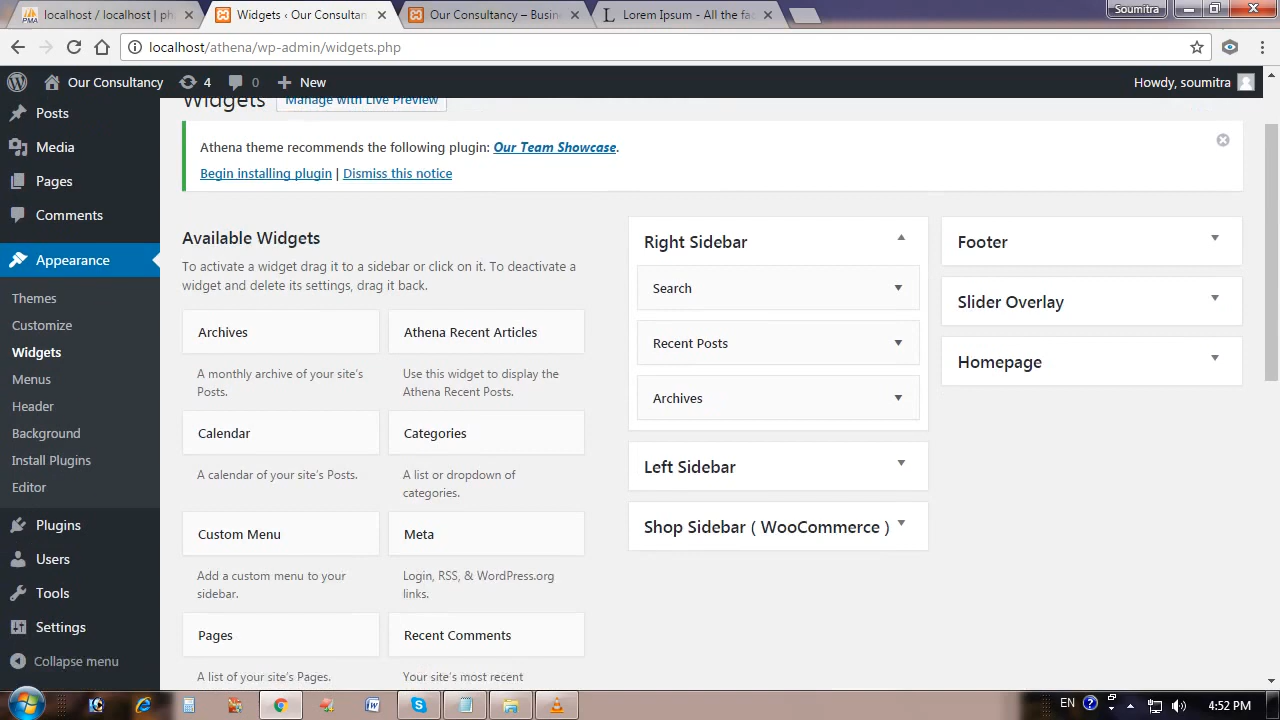 localhost / localhost | ph
Widgets ‹ Our Consultan
Our Consultancy – Busin
Lorem Ipsum - All the fa
Soumitra
localhost/athena/wp-admin/widgets.php
Our Consultancy
4
0
New
Howdy, soumitra
Posts
Media
Pages
Comments
Appearance
Themes
Customize
Widgets
Menus
Header
Background
Install Plugins
Editor
Plugins
Users
Tools
Settings
Collapse menu
Widgets
Manage with Live Preview
Athena theme recommends the following plugin: Our Team Showcase.
Begin installing plugin | Dismiss this notice
Available Widgets
To activate a widget drag it to a sidebar or click on it. To deactivate a
widget and delete its settings, drag it back.
Archives
A monthly archive of your site's
Posts.
Athena Recent Articles
Use this widget to display the
Athena Recent Posts.
Calendar
A calendar of your site's Posts.
Categories
A list or dropdown of
categories.
Custom Menu
Add a custom menu to your
sidebar.
Meta
Login, RSS, & WordPress.org
links.
Pages
A list of your site's Pages.
Recent Comments
Your site's most recent
Right Sidebar
Search
Recent Posts
Archives
Left Sidebar
Shop Sidebar ( WooCommerce )
Footer
Slider Overlay
Homepage
EN
4:52 PM